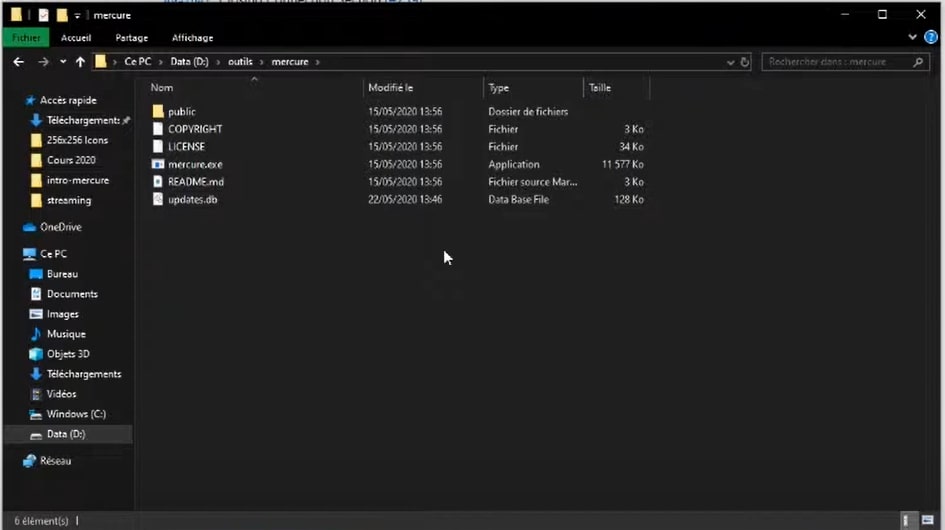 mercure
Fichier Accueil Partage Affichage
Ce PC > Data (D:) > outils > mercure >
Rechercher dans : mercure
Nom Modifié le Type Taille
public 15/05/2020 13:56 Dossier de fichiers
COPYRIGHT 15/05/2020 13:56 Fichier 3 Ko
LICENSE 15/05/2020 13:56 Fichier 34 Ko
mercure.exe 15/05/2020 13:56 Application 11 577 Ko
README.md 15/05/2020 13:56 Fichier source Mar... 3 Ko
updates.db 22/05/2020 13:46 Data Base File 128 Ko
Accès rapide
Téléchargements
256x256 Icons
Cours 2020
intro-mercure
streaming
OneDrive
Ce PC
Bureau
Documents
Images
Musique
Objets 3D
Téléchargements
Vidéos
Windows (C:)
Data (D:)
Réseau
6 élément(s)